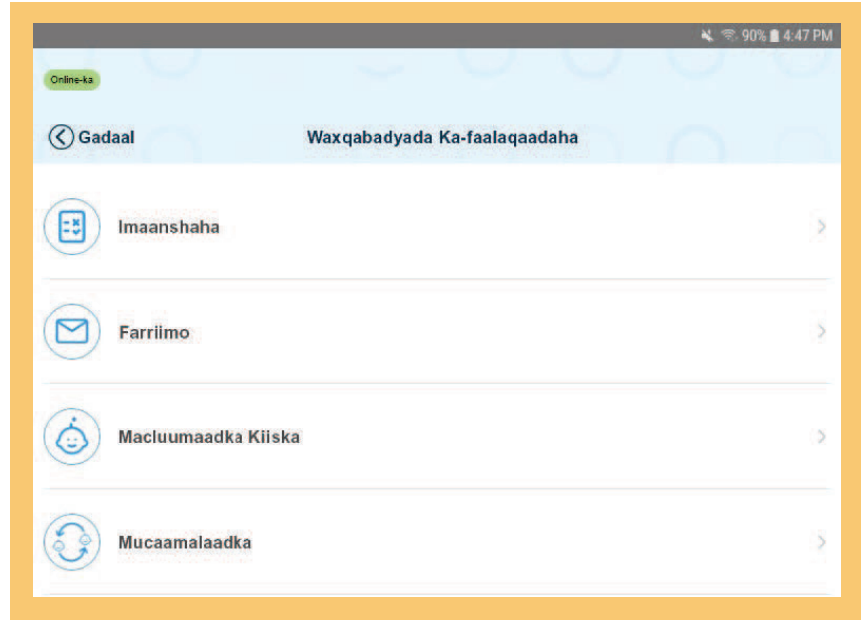 90% 4:47 PM
Online-ka
Gadaal
Waxqabadyada Ka-faalaqaadaha
Imaanshaha
Farriimo
Macluumaadka Kiiska
Mucaamalaadka